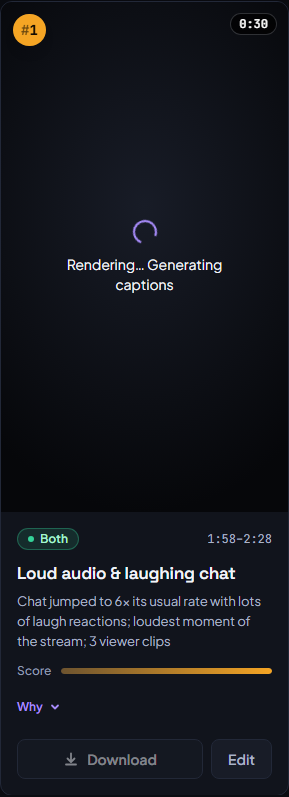 #1
0:30
Rendering… Generating
captions
Both
1:58–2:28
Loud audio & laughing chat
Chat jumped to 6× its usual rate with lots
of laugh reactions; loudest moment of
the stream; 3 viewer clips
Score
Why
Download
Edit